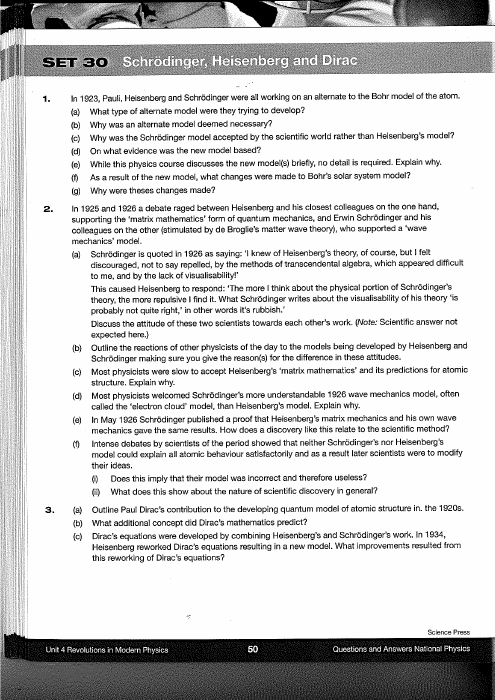 SET 30 Schrödinger, Heisenberg and Dirac
1. In 1923, Pauli, Heisenberg and Schrödinger were all working on an alternate to the Bohr model of the atom.
(a) What type of alternate model were they trying to develop?
(b) Why was an alternate model deemed necessary?
(c) Why was the Schrödinger model accepted by the scientific world rather than Heisenberg's model?
(d) On what evidence was the new model based?
(e) While this physics course discusses the new model(s) briefly, no detail is required. Explain why.
(f) As a result of the new model, what changes were made to Bohr's solar system model?
(g) Why were theses changes made?
2. In 1925 and 1926 a debate raged between Heisenberg and his closest colleagues on the one hand,
supporting the 'matrix mathematics' form of quantum mechanics, and Erwin Schrödinger and his
colleagues on the other (stimulated by de Broglie's matter wave theory), who supported a 'wave
mechanics' model.
(a) Schrödinger is quoted in 1926 as saying: 'I knew of Heisenberg's theory, of course, but I felt
discouraged, not to say repelled, by the methods of transcendental algebra, which appeared difficult
to me, and by the lack of visualisability!'
This caused Heisenberg to respond: 'The more I think about the physical portion of Schrödinger's
theory, the more repulsive I find it. What Schrödinger writes about the visualisability of his theory 'is
probably not quite right,' in other words it's rubbish.'
Discuss the attitude of these two scientists towards each other's work. (Note: Scientific answer not
expected here.)
(b) Outline the reactions of other physicists of the day to the models being developed by Heisenberg and
Schrödinger making sure you give the reason(s) for the difference in these attitudes.
(c) Most physicists were slow to accept Heisenberg's 'matrix mathematics' and its predictions for atomic
structure. Explain why.
(d) Most physicists welcomed Schrödinger's more understandable 1926 wave mechanics model, often
called the 'electron cloud' model, than Heisenberg's model. Explain why.
(e) In May 1926 Schrödinger published a proof that Heisenberg's matrix mechanics and his own wave
mechanics gave the same results. How does a discovery like this relate to the scientific method?
(f) Intense debates by scientists of the period showed that neither Schrödinger's nor Heisenberg's
model could explain all atomic behaviour satisfactorily and as a result later scientists were to modify
their ideas.
(i) Does this imply that their model was incorrect and therefore useless?
(ii) What does this show about the nature of scientific discovery in general?
3. (a) Outline Paul Dirac's contribution to the developing quantum model of atomic structure in. the 1920s.
(b) What additional concept did Dirac's mathematics predict?
(c) Dirac's equations were developed by combining Heisenberg's and Schrödinger's work. In 1934,
Heisenberg reworked Dirac's equations resulting in a new model. What improvements resulted from
this reworking of Dirac's equations?
Science Press
Unit 4 Revolutions in Modern Physics 50 Questions and Answers National Physics